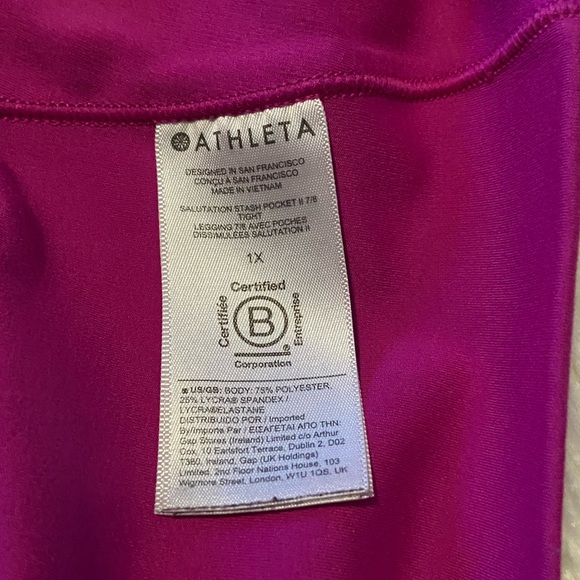 ATHLETA
DESIGNED IN SAN FRANCISCO
CONÇU À SAN FRANCISCO
MADE IN VIETNAM
SALUTATION STASH POCKET II 7/8
TIGHT
LEGGING 7/8 AVEC POCHES
DISSIMULÉES SALUTATION II
1X
Certified
Certifiée
B
Entreprise
Corporation
US/GB: BODY: 75% POLYESTER,
25% LYCRA® SPANDEX /
LYCRA®ELASTANE
DISTRIBUIDO POR / Imported
By/Importe Par / ΕΙΣΑΓΕΤΑΙ ΑΠΟ ΤΗΝ:
Gap Stores (Ireland) Limited c/o Arthur
Cox, 10 Earlsfort Terrace, Dublin 2, D02
T380, Ireland, Gap (UK Holdings)
Limited, 2nd Floor Nations House, 103
Wigmore Street, London, W1U 1QS, UK